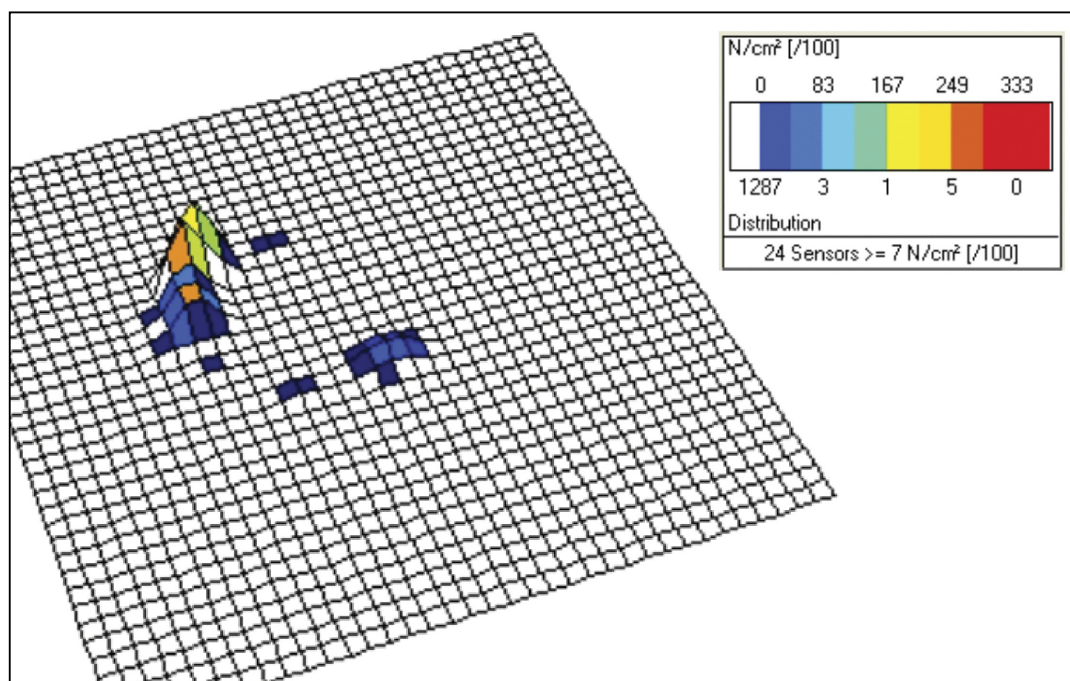 N/cm² [/100]
0 83 167 249 333
1287 3 1 5 0
Distribution
24 Sensors >= 7 N/cm² [/100]